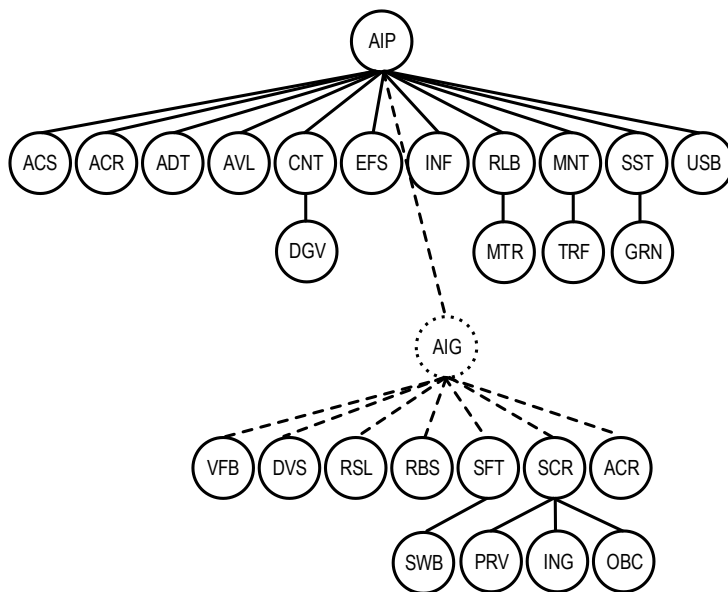 AIP
ACS ACR ADT AVL CNT EFS INF RLB MNT SST USB
DGV MTR TRF GRN
AIG
VFB DVS RSL RBS SFT SCR ACR
SWB PRV ING OBC